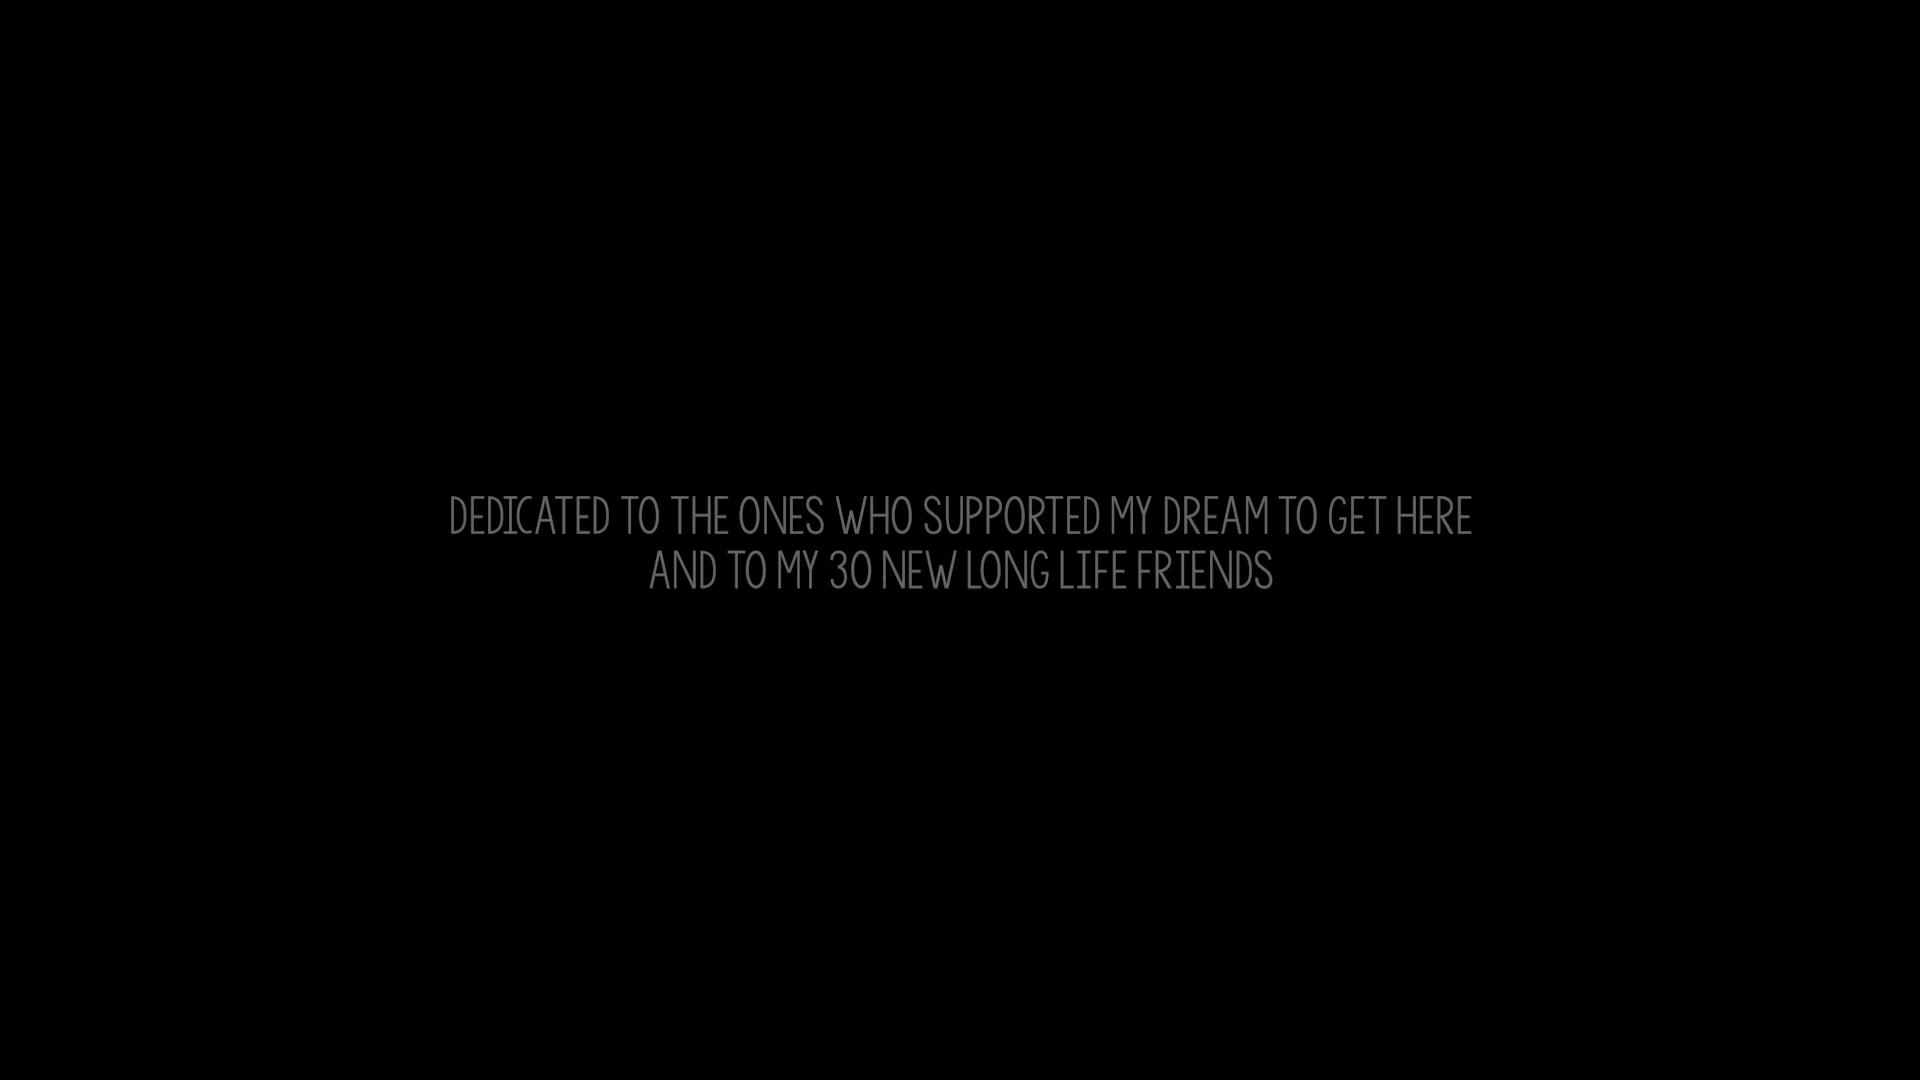 DEDICATED TO THE ONES WHO SUPPORTED MY DREAM TO GET HERE
AND TO MY 30 NEW LONG LIFE FRIENDS